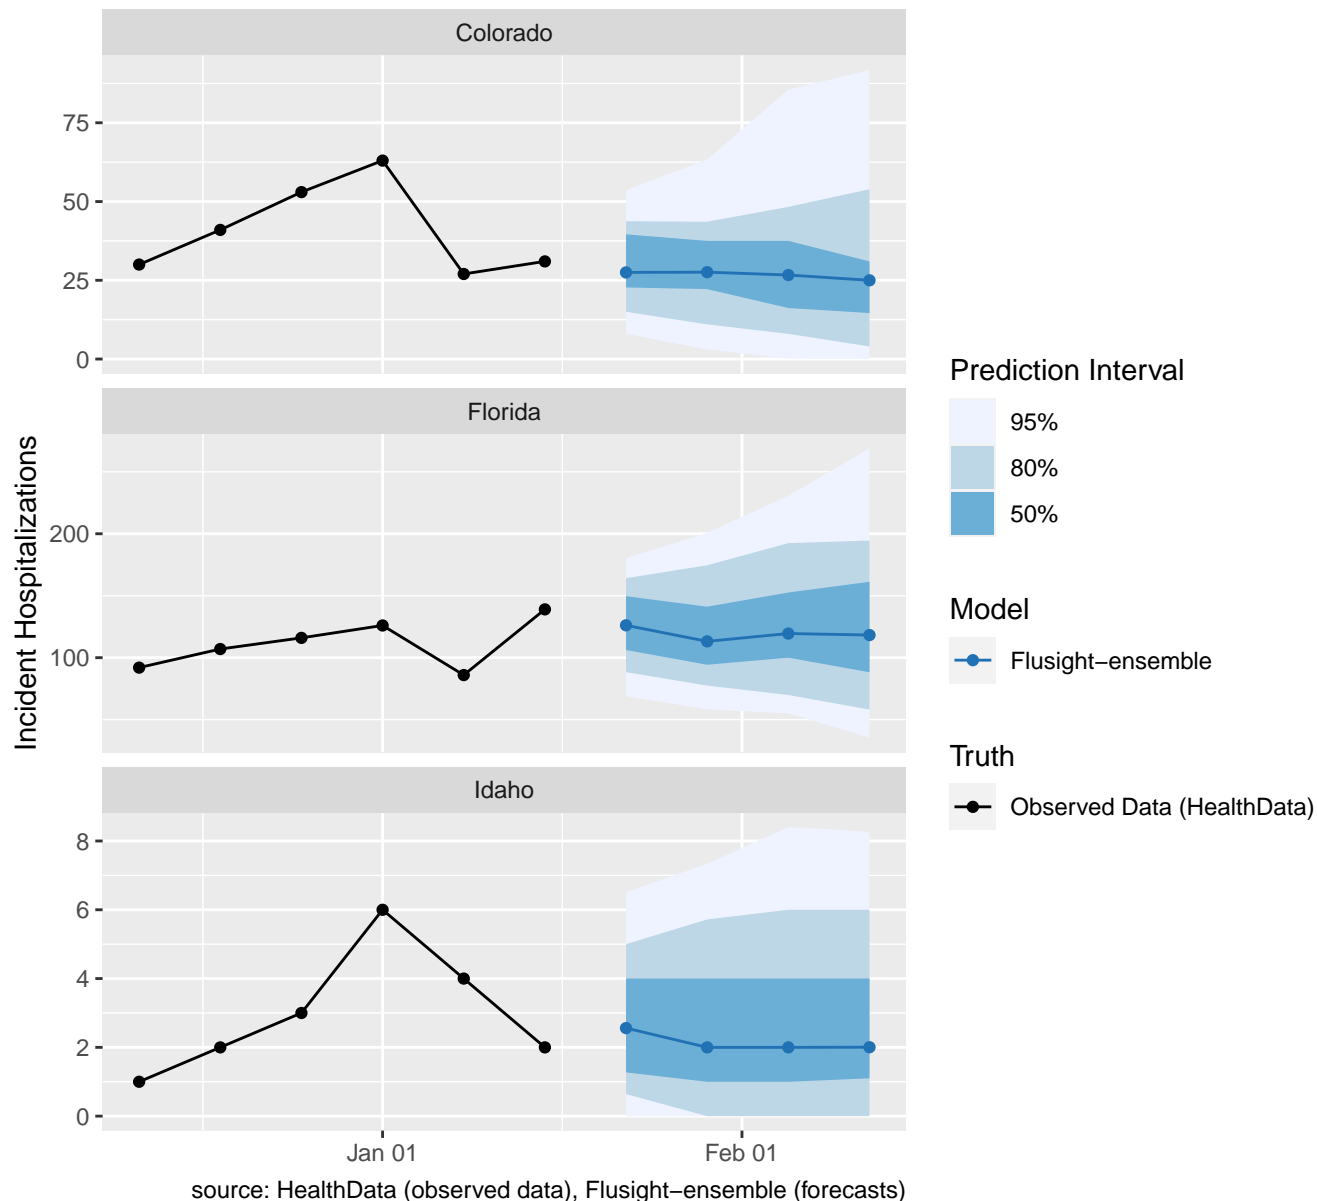 Colorado
75
50
25
0
Florida
200
100
Idaho
8
6
4
2
0
Jan 01
Feb 01
Incident Hospitalizations
source: HealthData (observed data), Flusight−ensemble (forecasts)
Prediction Interval
95%
80%
50%
Model
Flusight−ensemble
Truth
Observed Data (HealthData)